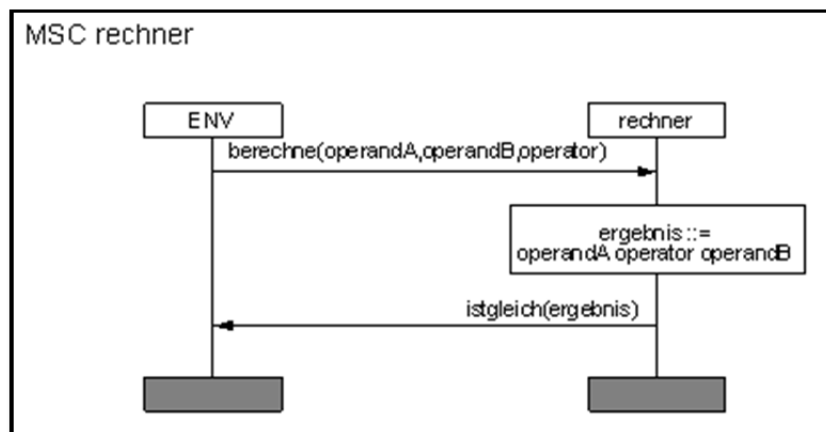 MSC rechner
ENV
rechner
berechne(operandA,operandB,operator)
ergebnis ::=
operandA operator operandB
istgleich(ergebnis)